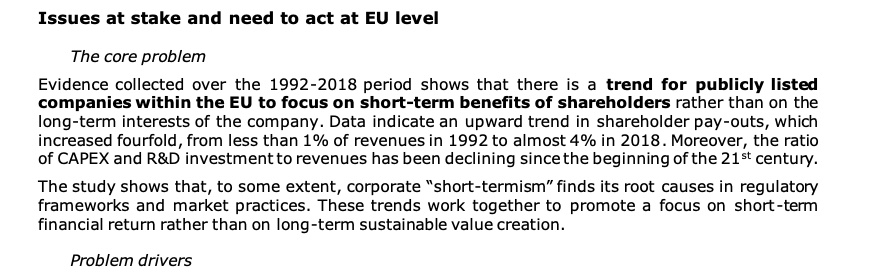 Issues at stake and need to act at EU level
The core problem
Evidence collected over the 1992-2018 period shows that there is a trend for publicly listed
companies within the EU to focus on short-term benefits of shareholders rather than on the
long-term interests of the company. Data indicate an upward trend in shareholder pay-outs, which
increased fourfold, from less than 1% of revenues in 1992 to almost 4% in 2018. Moreover, the ratio
of CAPEX and R&D investment to revenues has been declining since the beginning of the 21st century.
The study shows that, to some extent, corporate “short-termism” finds its root causes in regulatory
frameworks and market practices. These trends work together to promote a focus on short-term
financial return rather than on long-term sustainable value creation.
Problem drivers